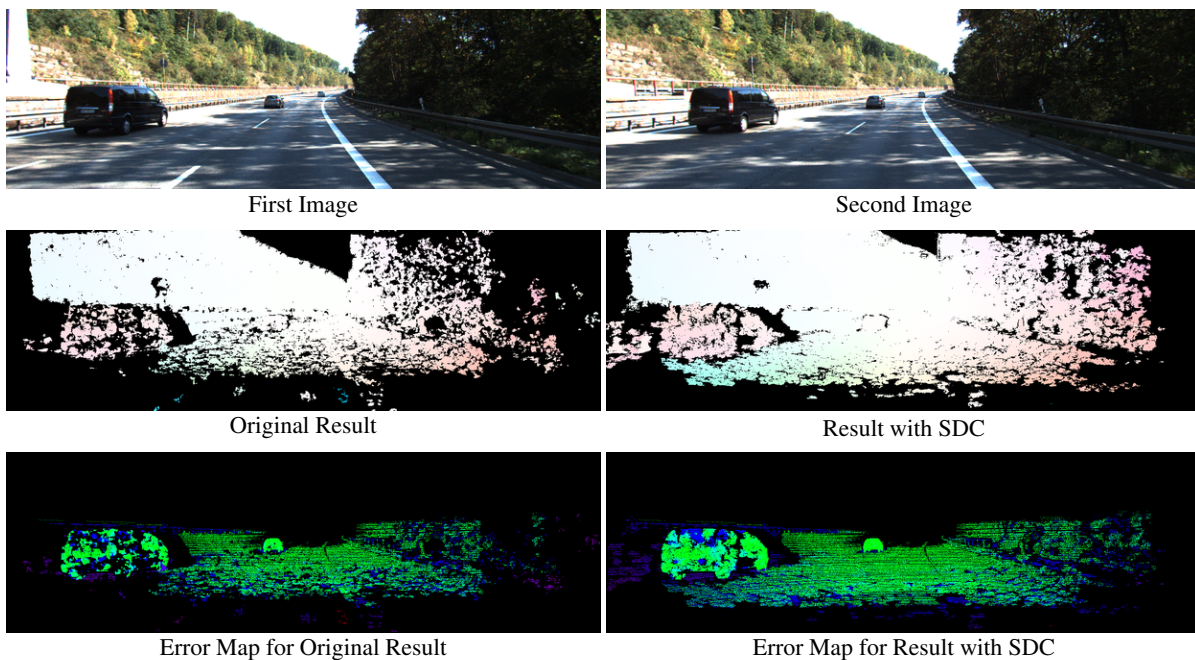 First Image
Second Image
Original Result
Result with SDC
Error Map for Original Result
Error Map for Result with SDC